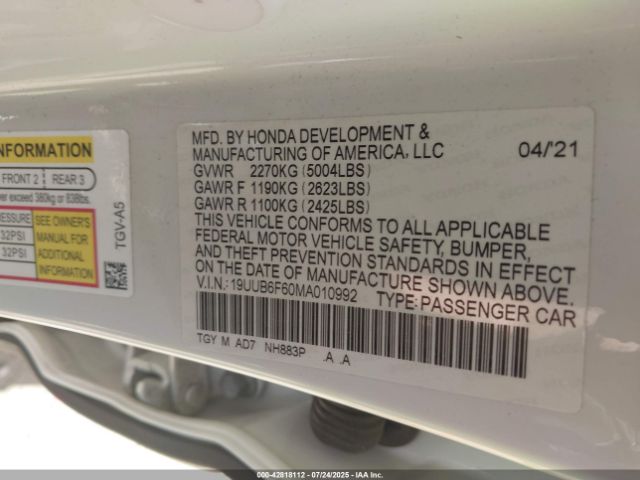 NFORMATION
FRONT 2 REAR 3
ver exceed 380kg or 838lbs.
RESSURE
32PSI
32PSI
SEE OWNER'S
MANUAL FOR
ADDITIONAL
INFORMATION
TGV-A5
MFD. BY HONDA DEVELOPMENT &
MANUFACTURING OF AMERICA, LLC 04/'21
GVWR 2270KG (5004LBS)
GAWR F 1190KG (2623LBS)
GAWR R 1100KG (2425LBS)
THIS VEHICLE CONFORMS TO ALL APPLICABLE
FEDERAL MOTOR VEHICLE SAFETY, BUMPER,
AND THEFT PREVENTION STANDARDS IN EFFECT
ON THE DATE OF MANUFACTURE SHOWN ABOVE.
V.I.N.: 19UUB6F60MA010992 TYPE: PASSENGER CAR
TGY M AD7 NH883P .A .A
000-42818112 - 07/24/2025 - IAA Inc.